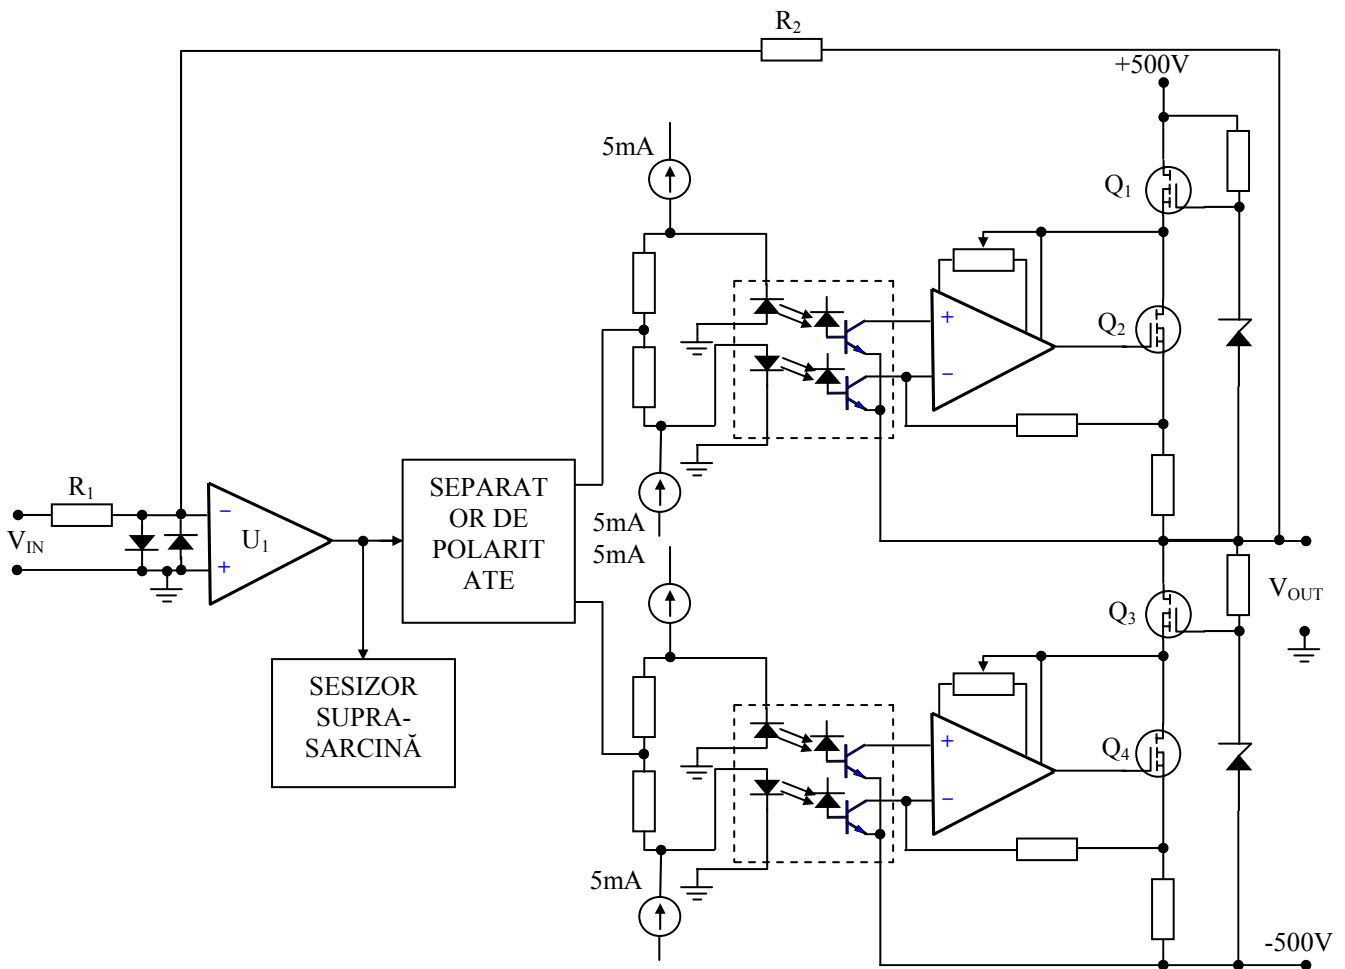 R2
+500V
5mA
Q1
+
Q2
−
R1
VIN
−
U1
+
SEPARAT
OR DE
POLARIT
ATE
5mA
5mA
VOUT
Q3
SESIZOR
SUPRA-
SARCINĂ
+
Q4
−
5mA
-500V